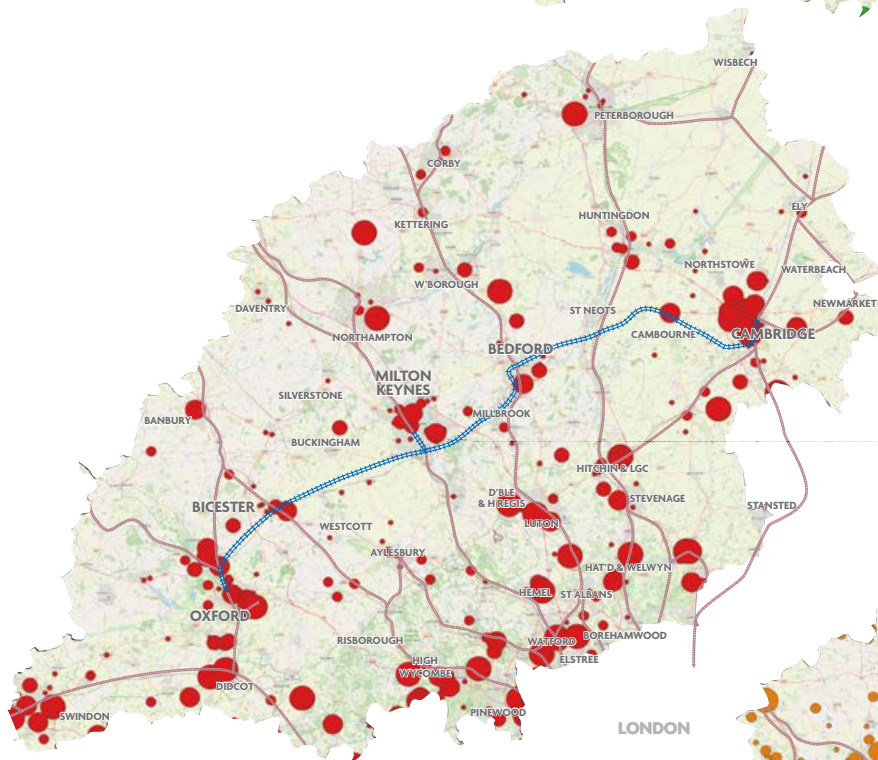 WISBECH
PETERBOROUGH
CORBY
ELY
KETTERING
HUNTINGDON
NORTHSTOWE
WATERBEACH
W'BOROUGH
NEWMARKET
DAVENTRY
ST NEOTS
NORTHAMPTON
CAMBOURNE
CAMBRIDGE
BEDFORD
MILTON
KEYNES
SILVERSTONE
BANBURY
MILLBROOK
BUCKINGHAM
HITCHIN & LGC
D'BLE
& H REGIS
STEVENAGE
BICESTER
STANSTED
LUTON
WESTCOTT
AYLESBURY
HAT'D & WELWYN
HEMEL
ST ALBANS
OXFORD
RISBOROUGH
WATFORD
BOREHAMWOOD
ELSTREE
HIGH
WYCOMBE
DIDCOT
PINEWOOD
SWINDON
LONDON